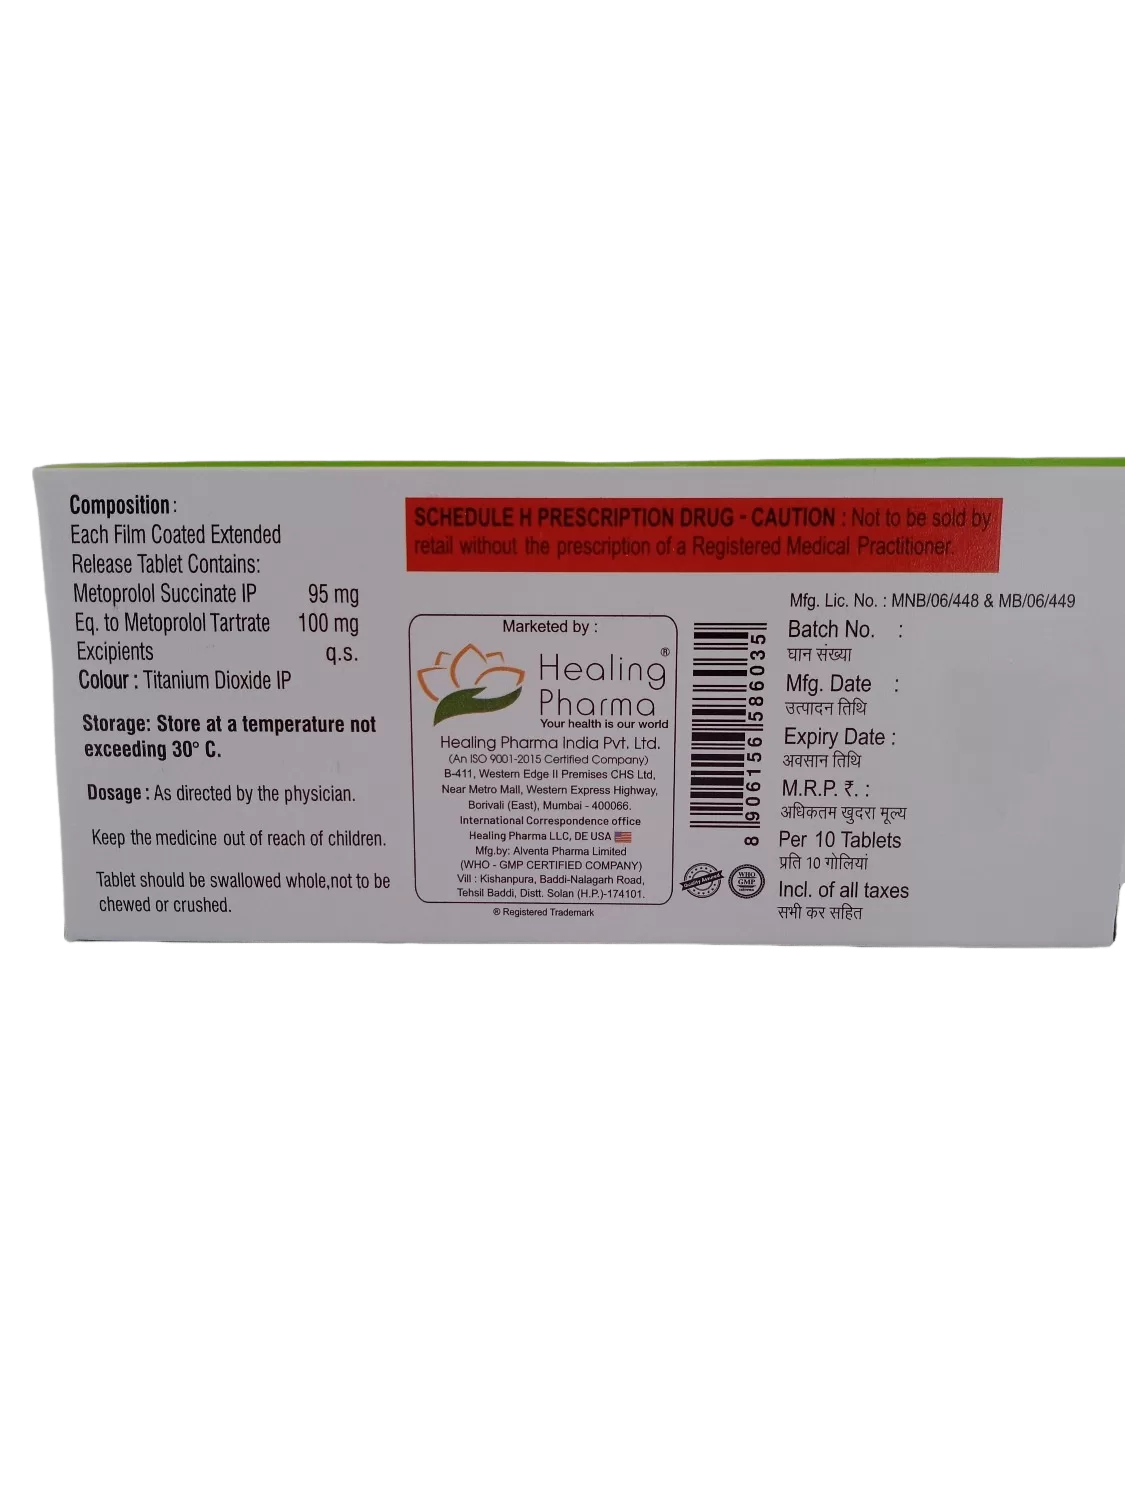 Composition :
Each Film Coated Extended
Release Tablet Contains:
Metoprolol Succinate IP 95 mg
Eq. to Metoprolol Tartrate 100 mg
Excipients q.s.
Colour : Titanium Dioxide IP
Storage: Store at a temperature not
exceeding 30° C.
Dosage : As directed by the physician.
Keep the medicine out of reach of children.
Tablet should be swallowed whole,not to be
chewed or crushed.
SCHEDULE H PRESCRIPTION DRUG - CAUTION : Not to be sold by
retail without the prescription of a Registered Medical Practitioner.
Marketed by :
Healing ®
Pharma
Your health is our world
Healing Pharma India Pvt. Ltd.
(An ISO 9001-2015 Certified Company)
B-411, Western Edge II Premises CHS Ltd,
Near Metro Mall, Western Express Highway,
Borivali (East), Mumbai - 400066.
International Correspondence office
Healing Pharma LLC, DE USA
Mfg.by: Alventa Pharma Limited
(WHO - GMP CERTIFIED COMPANY)
Vill : Kishanpura, Baddi-Nalagarh Road,
Tehsil Baddi, Distt. Solan (H.P.)-174101.
® Registered Trademark
8 906156 586035
WHO
GMP
Mfg. Lic. No. : MNB/06/448 & MB/06/449
Batch No. :
घान संख्या
Mfg. Date :
उत्पादन तिथि
Expiry Date :
अवसान तिथि
M.R.P. ₹. :
अधिकतम खुदरा मूल्य
Per 10 Tablets
प्रति 10 गोलियां
Incl. of all taxes
सभी कर सहित